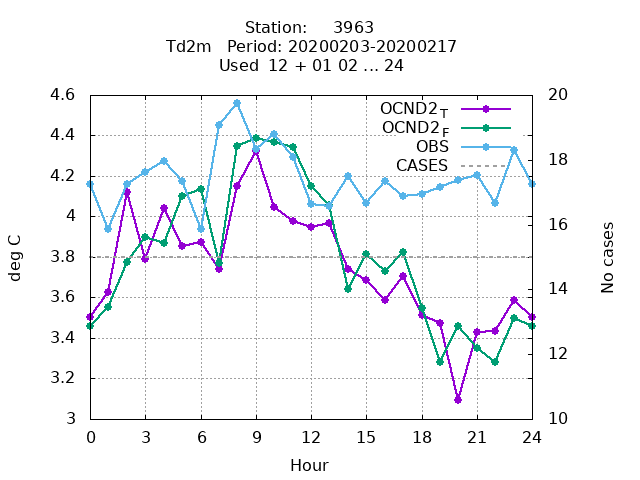 Station: 3963
Td2m Period: 20200203-20200217
Used 12 + 01 02 ... 24
4.6
4.4
4.2
4
3.8
3.6
3.4
3.2
3
20
18
16
14
12
10
OCND2T
OCND2F
OBS
CASES
deg C
No cases
0 3 6 9 12 15 18 21 24
Hour